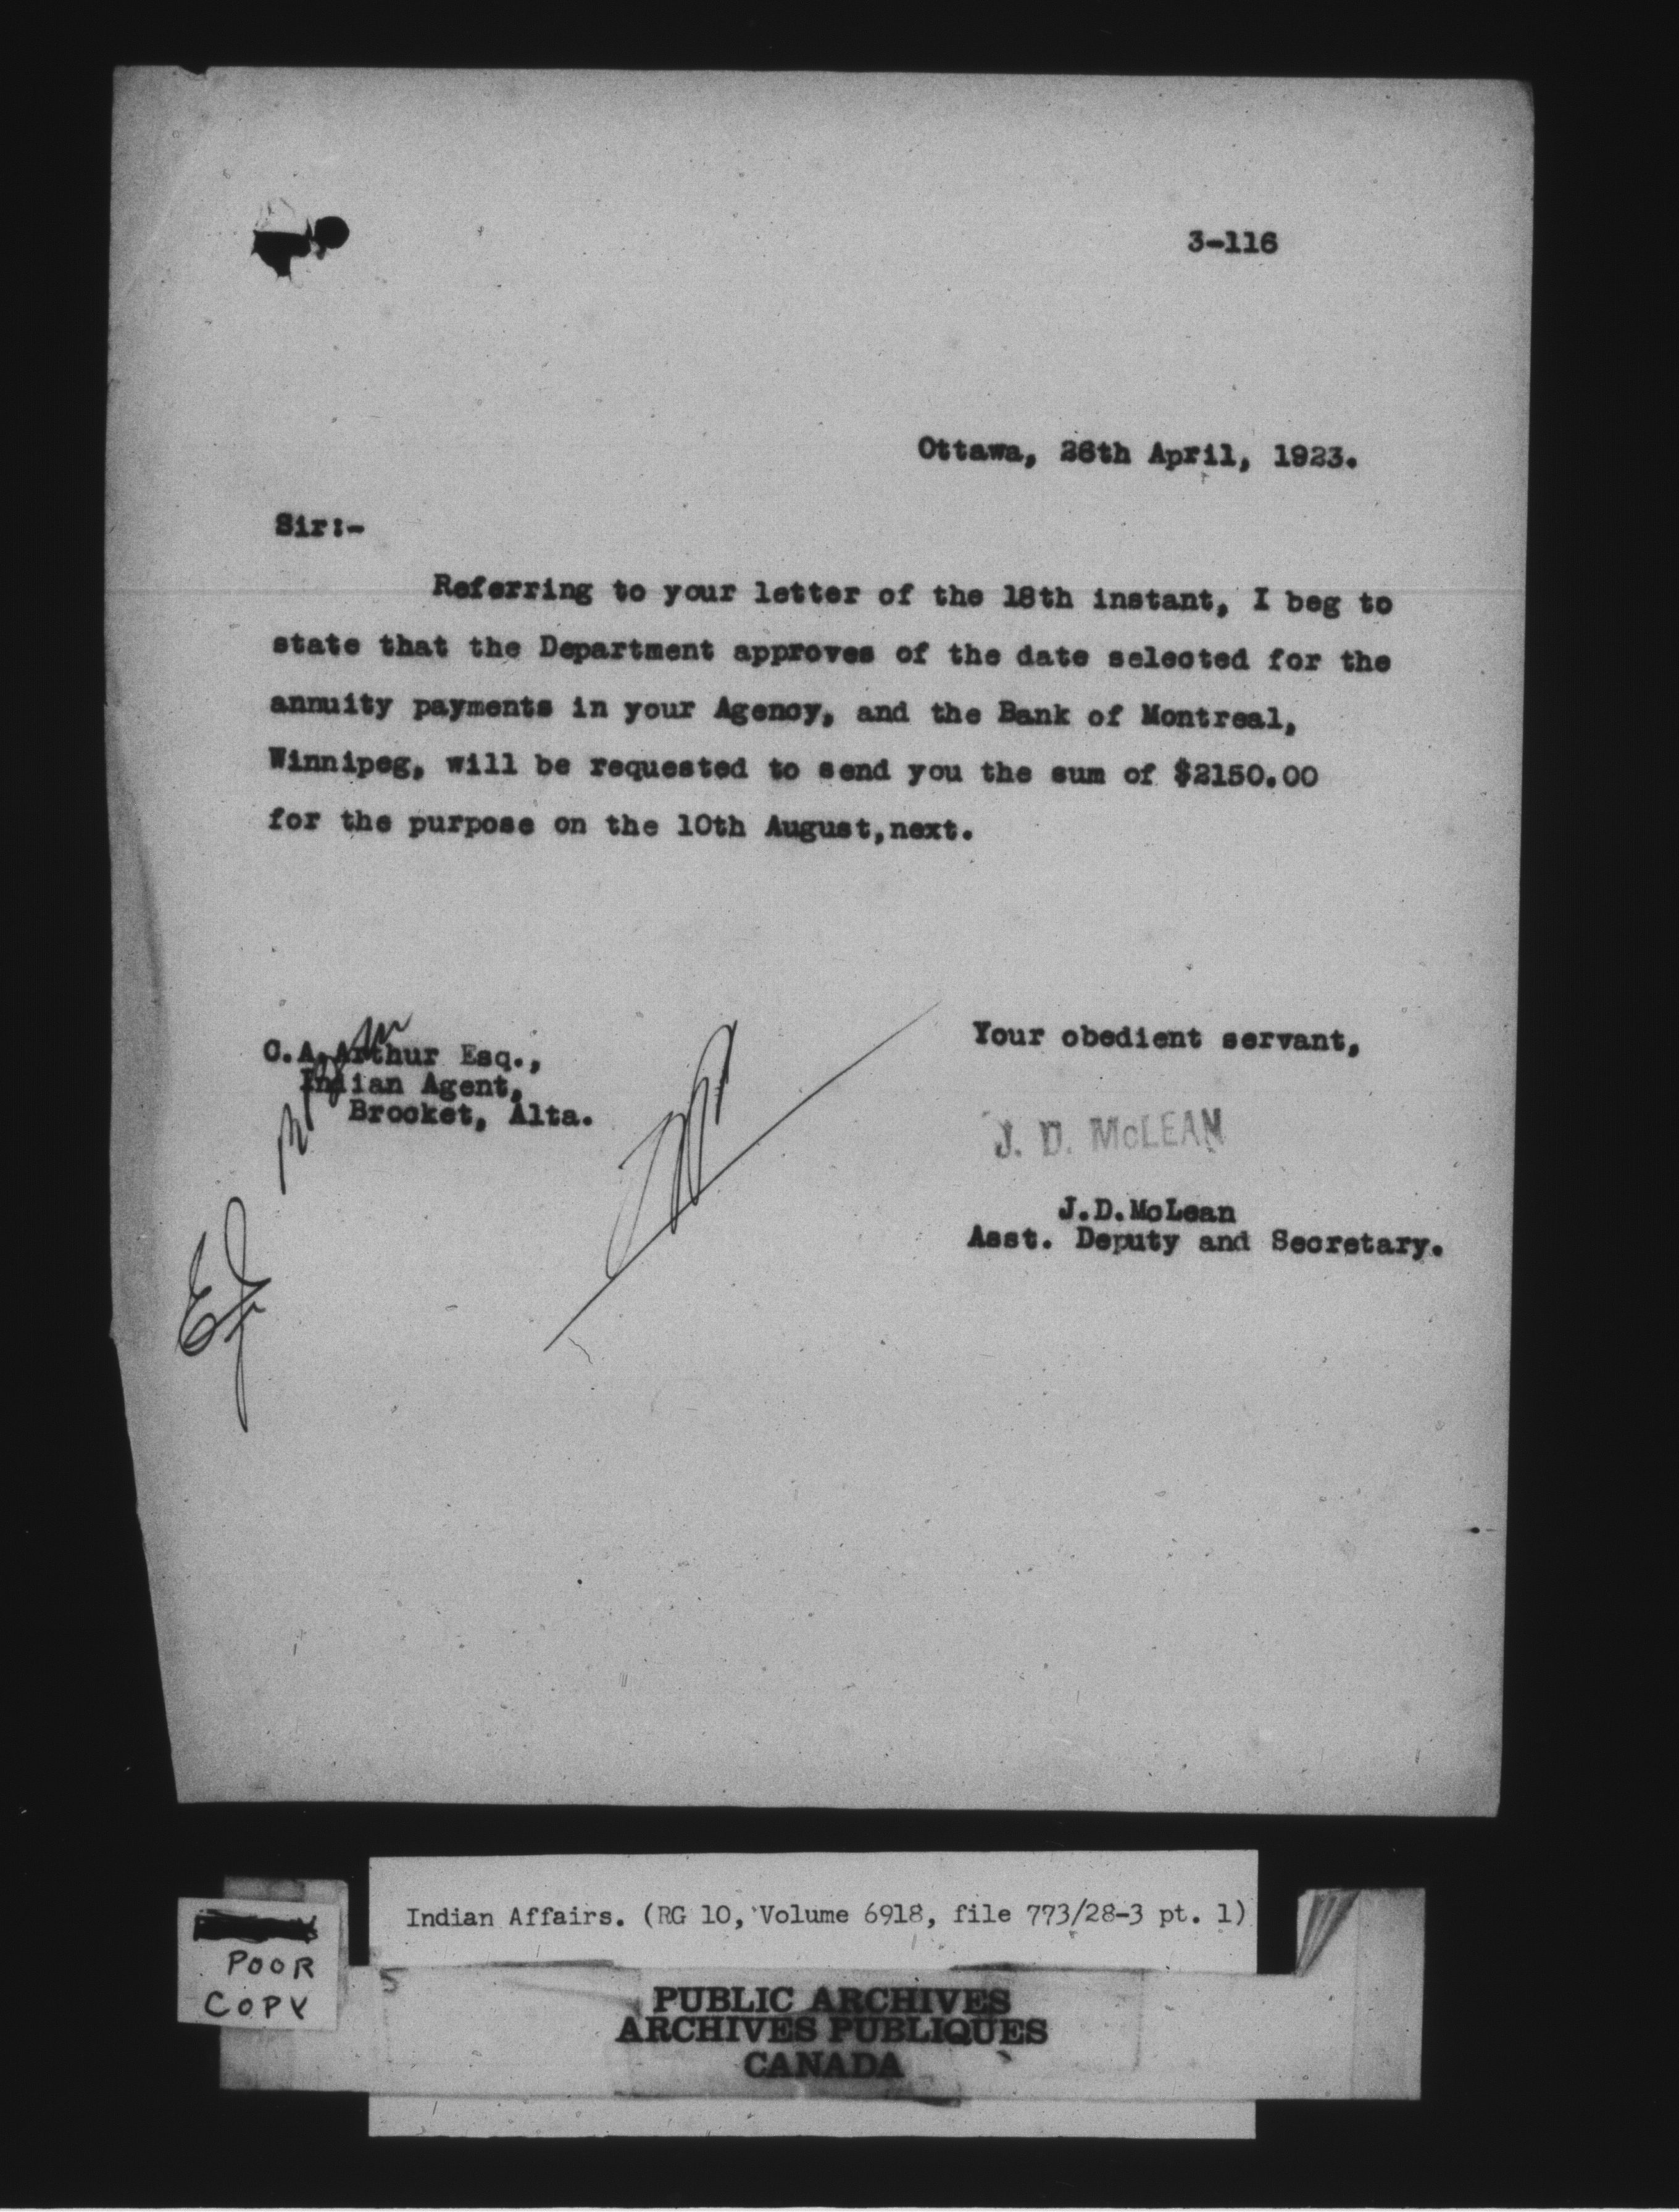 3-116
Ottawa, 26th April, 1923.
Sir:-
Referring to your letter of the 18th instant, I beg to
state that the Department approves of the date selected for the
annuity payments in your Agency, and the Bank of Montreal,
Winnipeg, will be requested to send you the sum of $2150.00
for the purpose on the 10th August,next.
Your obedient servant,
C.A.Arthur Esq.,
Indian Agent,
Brocket, Alta.
J. D. McLEAN
J.D.McLean
Asst. Deputy and Secretary.
Indian Affairs. (RG 10, Volume 6918, file 773/28-3 pt. 1)
POOR
COPY
PUBLIC ARCHIVES
ARCHIVES PUBLIQUES
CANADA